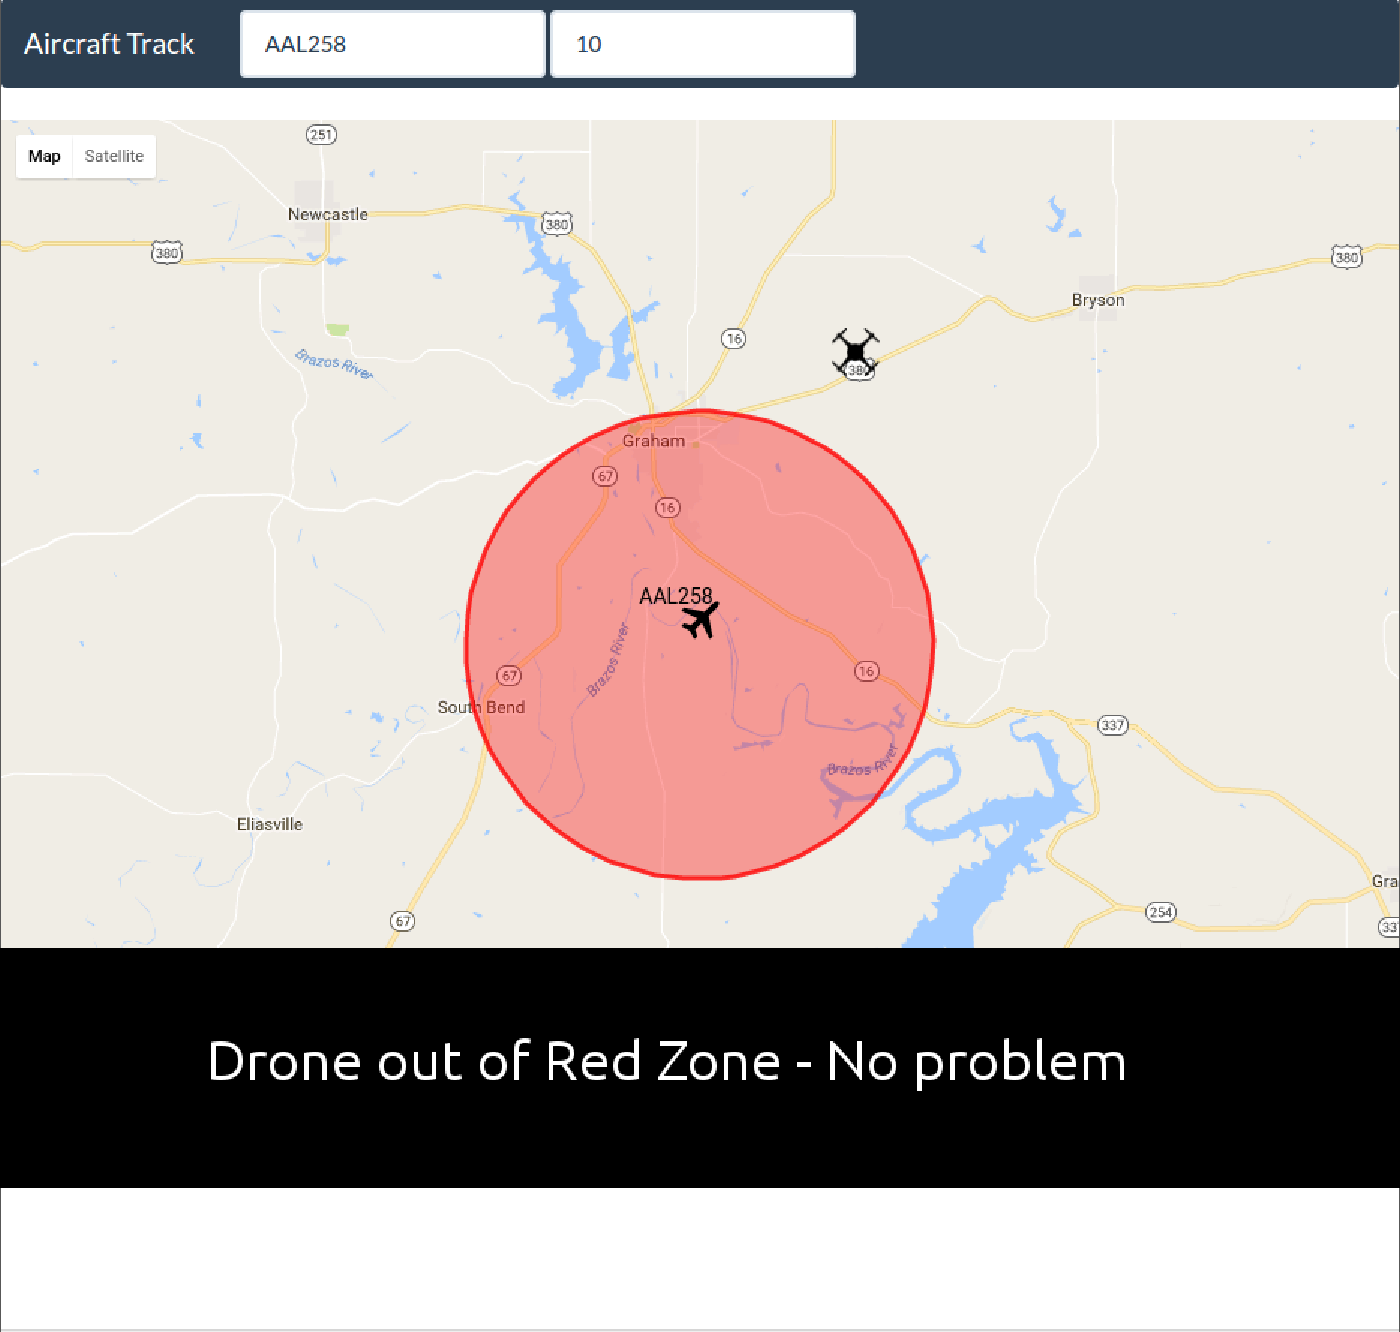 Aircraft Track
AAL258
10
Map
Satellite
251
Newcastle
380
380
380
Bryson
16
Brazos River
380
Graham
67
16
AAL258
Brazos River
67
16
South Bend
337
Brazos River
Eliasville
Gra
67
254
33
Drone out of Red Zone - No problem